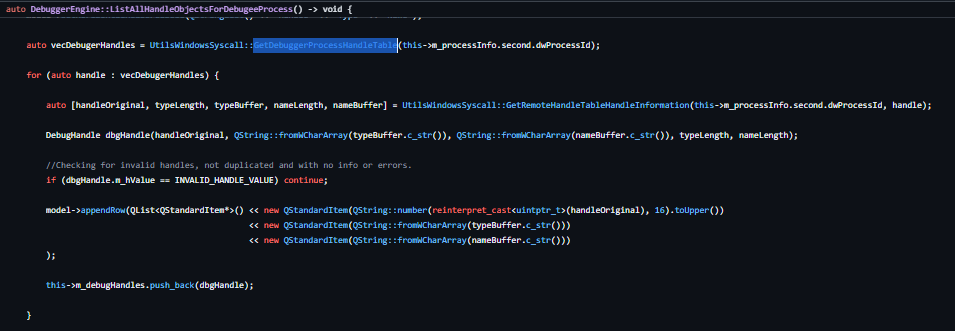 auto DebuggerEngine::ListAllHandleObjectsForDebugeeProcess() -> void {
auto vecDebugerHandles = UtilsWindowsSyscall::GetDebuggerProcessHandleTable(this->m_processInfo.second.dwProcessId);
for (auto handle : vecDebugerHandles) {
auto [handleOriginal, typeLength, typeBuffer, nameLength, nameBuffer] = UtilsWindowsSyscall::GetRemoteHandleTableHandleInformation(this->m_processInfo.second.dwProcessId, handle);
DebugHandle dbgHandle(handleOriginal, QString::fromWCharArray(typeBuffer.c_str()), QString::fromWCharArray(nameBuffer.c_str()), typeLength, nameLength);
//Checking for invalid handles, not duplicated and with no info or errors.
if (dbgHandle.m_hValue == INVALID_HANDLE_VALUE) continue;
model->appendRow(QList<QStandardItem*>() << new QStandardItem(QString::number(reinterpret_cast<uintptr_t>(handleOriginal), 16).toUpper())
<< new QStandardItem(QString::fromWCharArray(typeBuffer.c_str()))
<< new QStandardItem(QString::fromWCharArray(nameBuffer.c_str()))
);
this->m_debugHandles.push_back(dbgHandle);
}